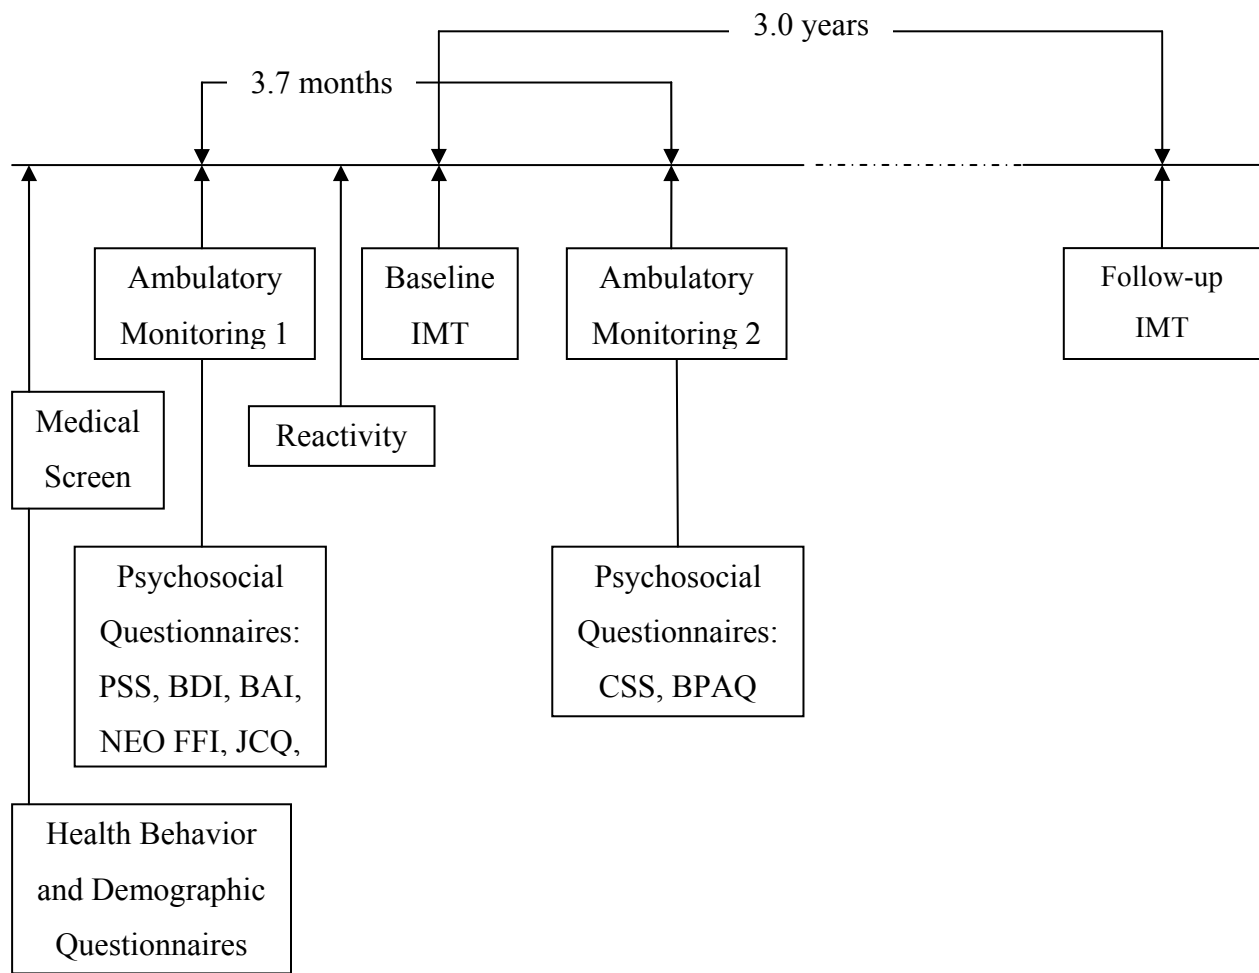 3.0 years
3.7 months
Ambulatory
Monitoring 1
Baseline
IMT
Ambulatory
Monitoring 2
Follow-up
IMT
Medical
Screen
Reactivity
Psychosocial
Questionnaires:
PSS, BDI, BAI,
NEO FFI, JCQ,
Psychosocial
Questionnaires:
CSS, BPAQ
Health Behavior
and Demographic
Questionnaires